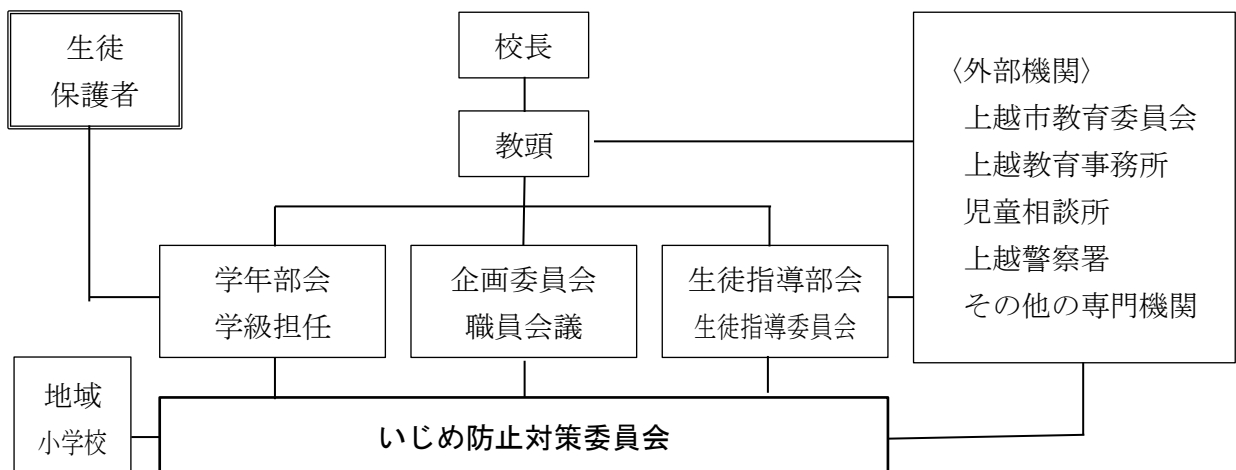 生徒
保護者
校長
教頭
〈外部機関〉
上越市教育委員会
上越教育事務所
児童相談所
上越警察署
その他の専門機関
学年部会
学級担任
企画委員会
職員会議
生徒指導部会
生徒指導委員会
地域
小学校
いじめ防止対策委員会